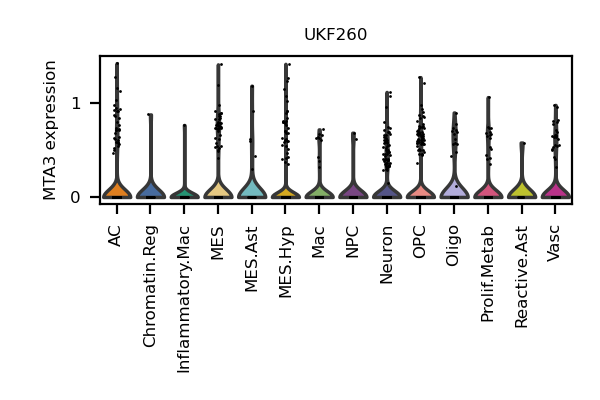 UKF260
MTA3 expression
1
0
AC
Chromatin.Reg
Inflammatory.Mac
MES
MES.Ast
MES.Hyp
Mac
NPC
Neuron
OPC
Oligo
Prolif.Metab
Reactive.Ast
Vasc